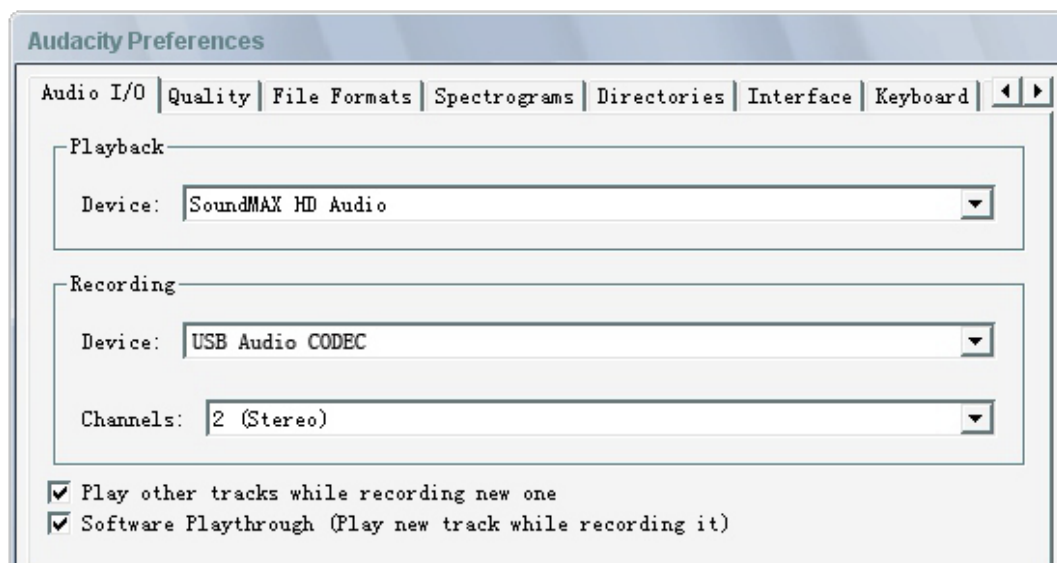 Audacity Preferences
Audio I/O Quality File Formats Spectrograms Directories Interface Keyboard
Playback
Device: SoundMAX HD Audio
Recording
Device: USB Audio CODEC
Channels: 2 (Stereo)
Play other tracks while recording new one
Software Playthrough (Play new track while recording it)